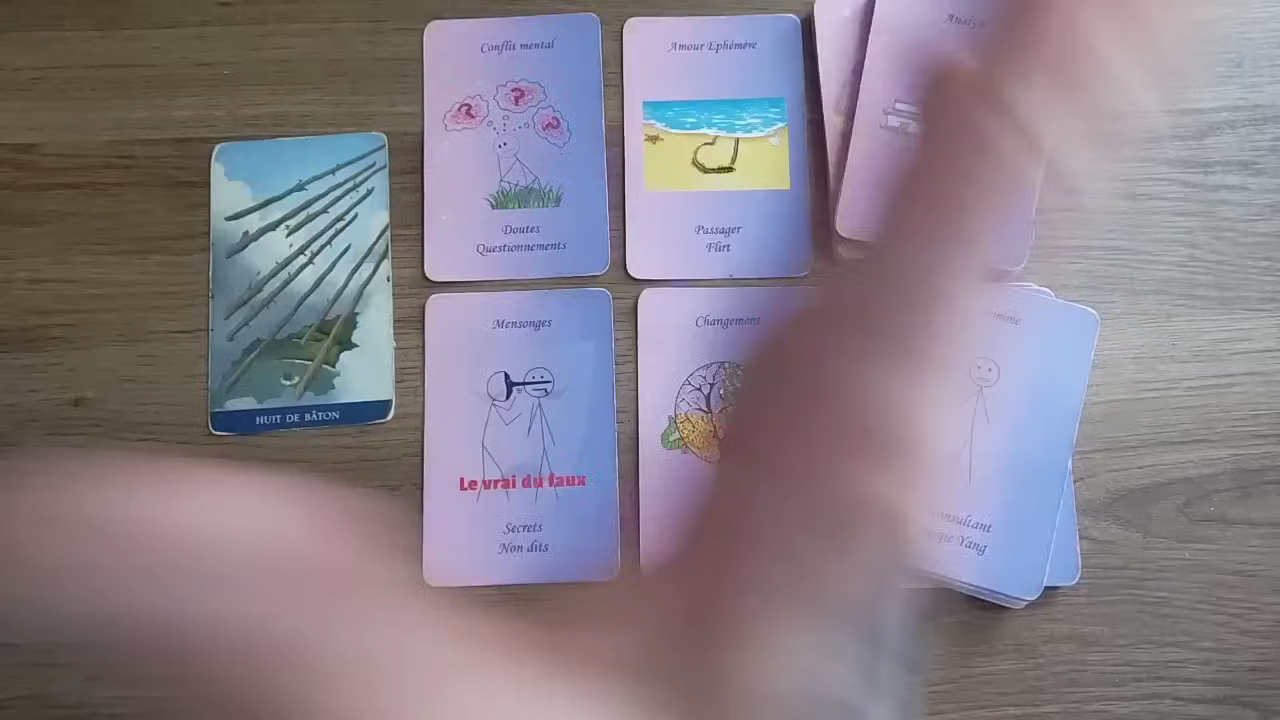 Conflit mental
Doutes
Questionnements
Amour Ephémère
Passager
Flirt
HUIT DE BÂTON
Mensonges
Le vrai du faux
Secrets
Non dits
Changement
Yang